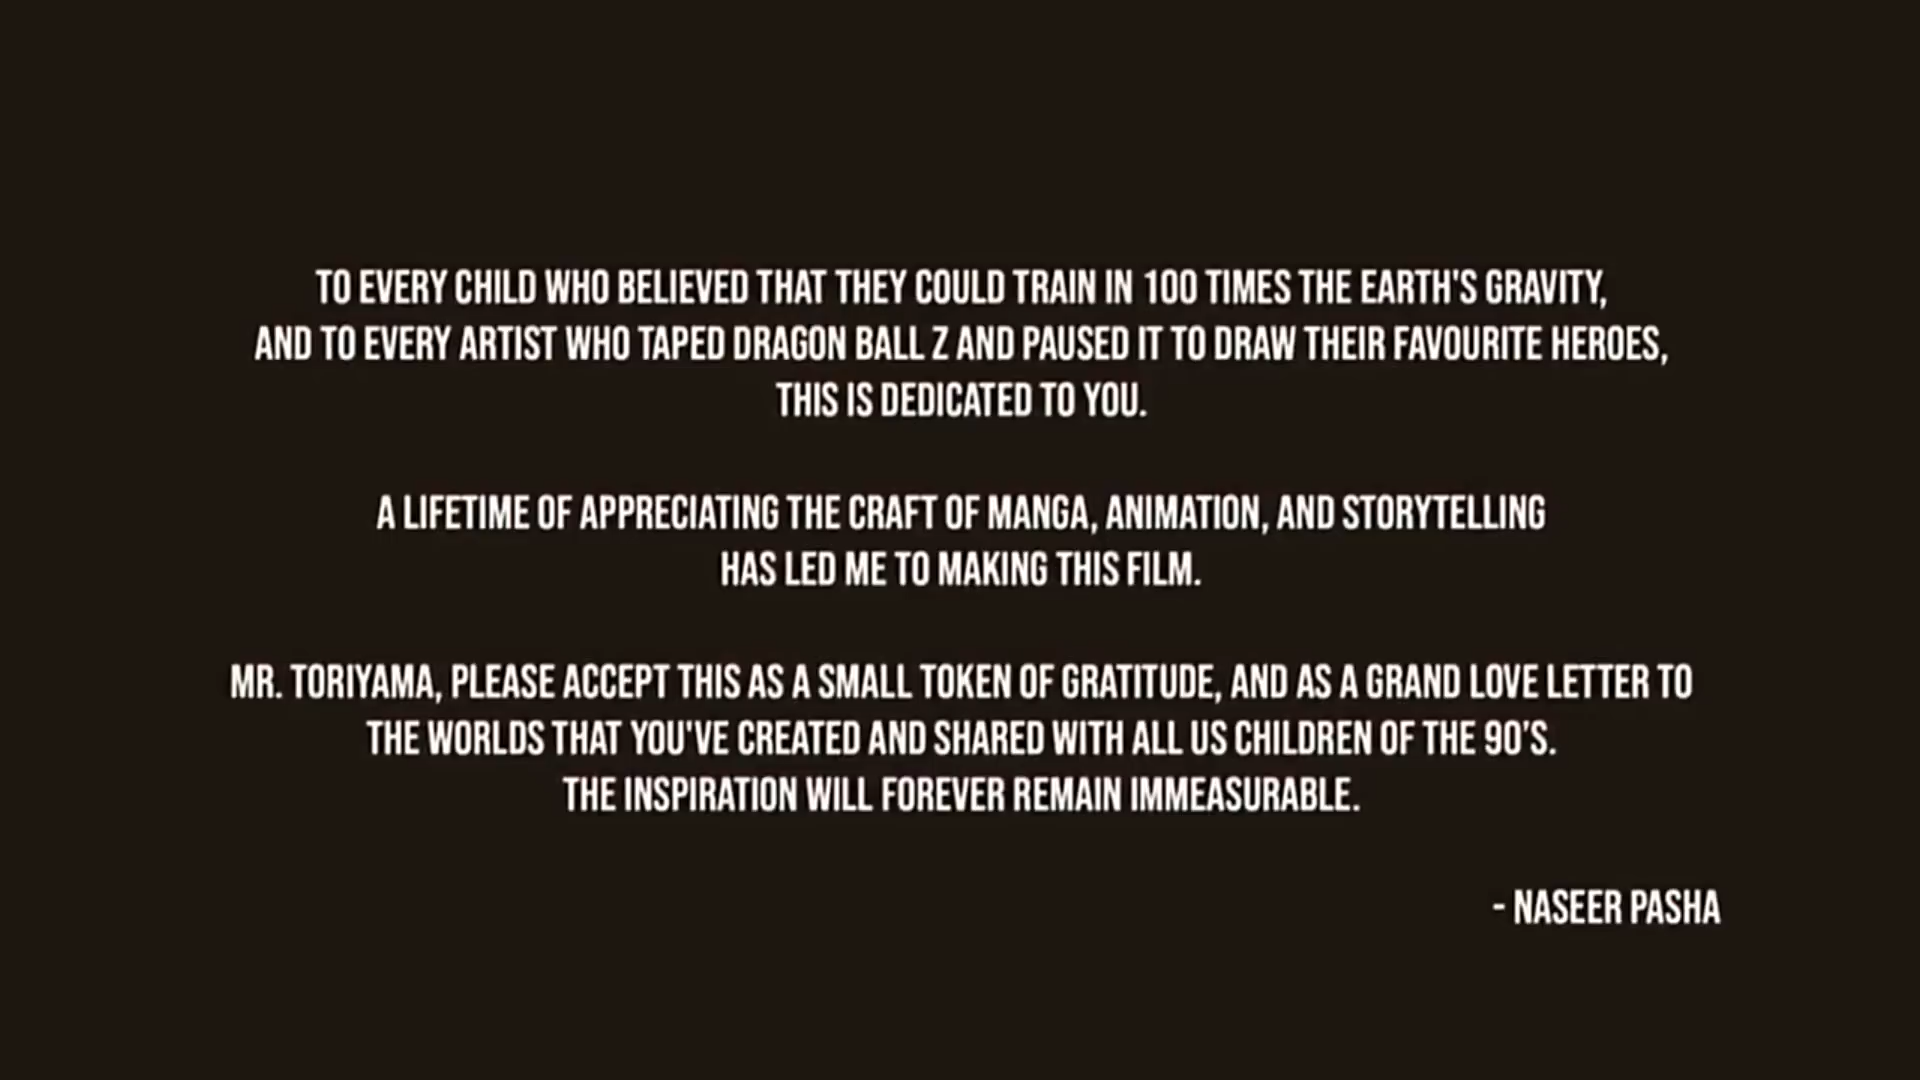 TO EVERY CHILD WHO BELIEVED THAT THEY COULD TRAIN IN 100 TIMES THE EARTH'S GRAVITY,
AND TO EVERY ARTIST WHO TAPED DRAGON BALL Z AND PAUSED IT TO DRAW THEIR FAVOURITE HEROES,
THIS IS DEDICATED TO YOU.
A LIFETIME OF APPRECIATING THE CRAFT OF MANGA, ANIMATION, AND STORYTELLING
HAS LED ME TO MAKING THIS FILM.
MR. TORIYAMA, PLEASE ACCEPT THIS AS A SMALL TOKEN OF GRATITUDE, AND AS A GRAND LOVE LETTER TO
THE WORLDS THAT YOU'VE CREATED AND SHARED WITH ALL US CHILDREN OF THE 90'S.
THE INSPIRATION WILL FOREVER REMAIN IMMEASURABLE.
- NASEER PASHA